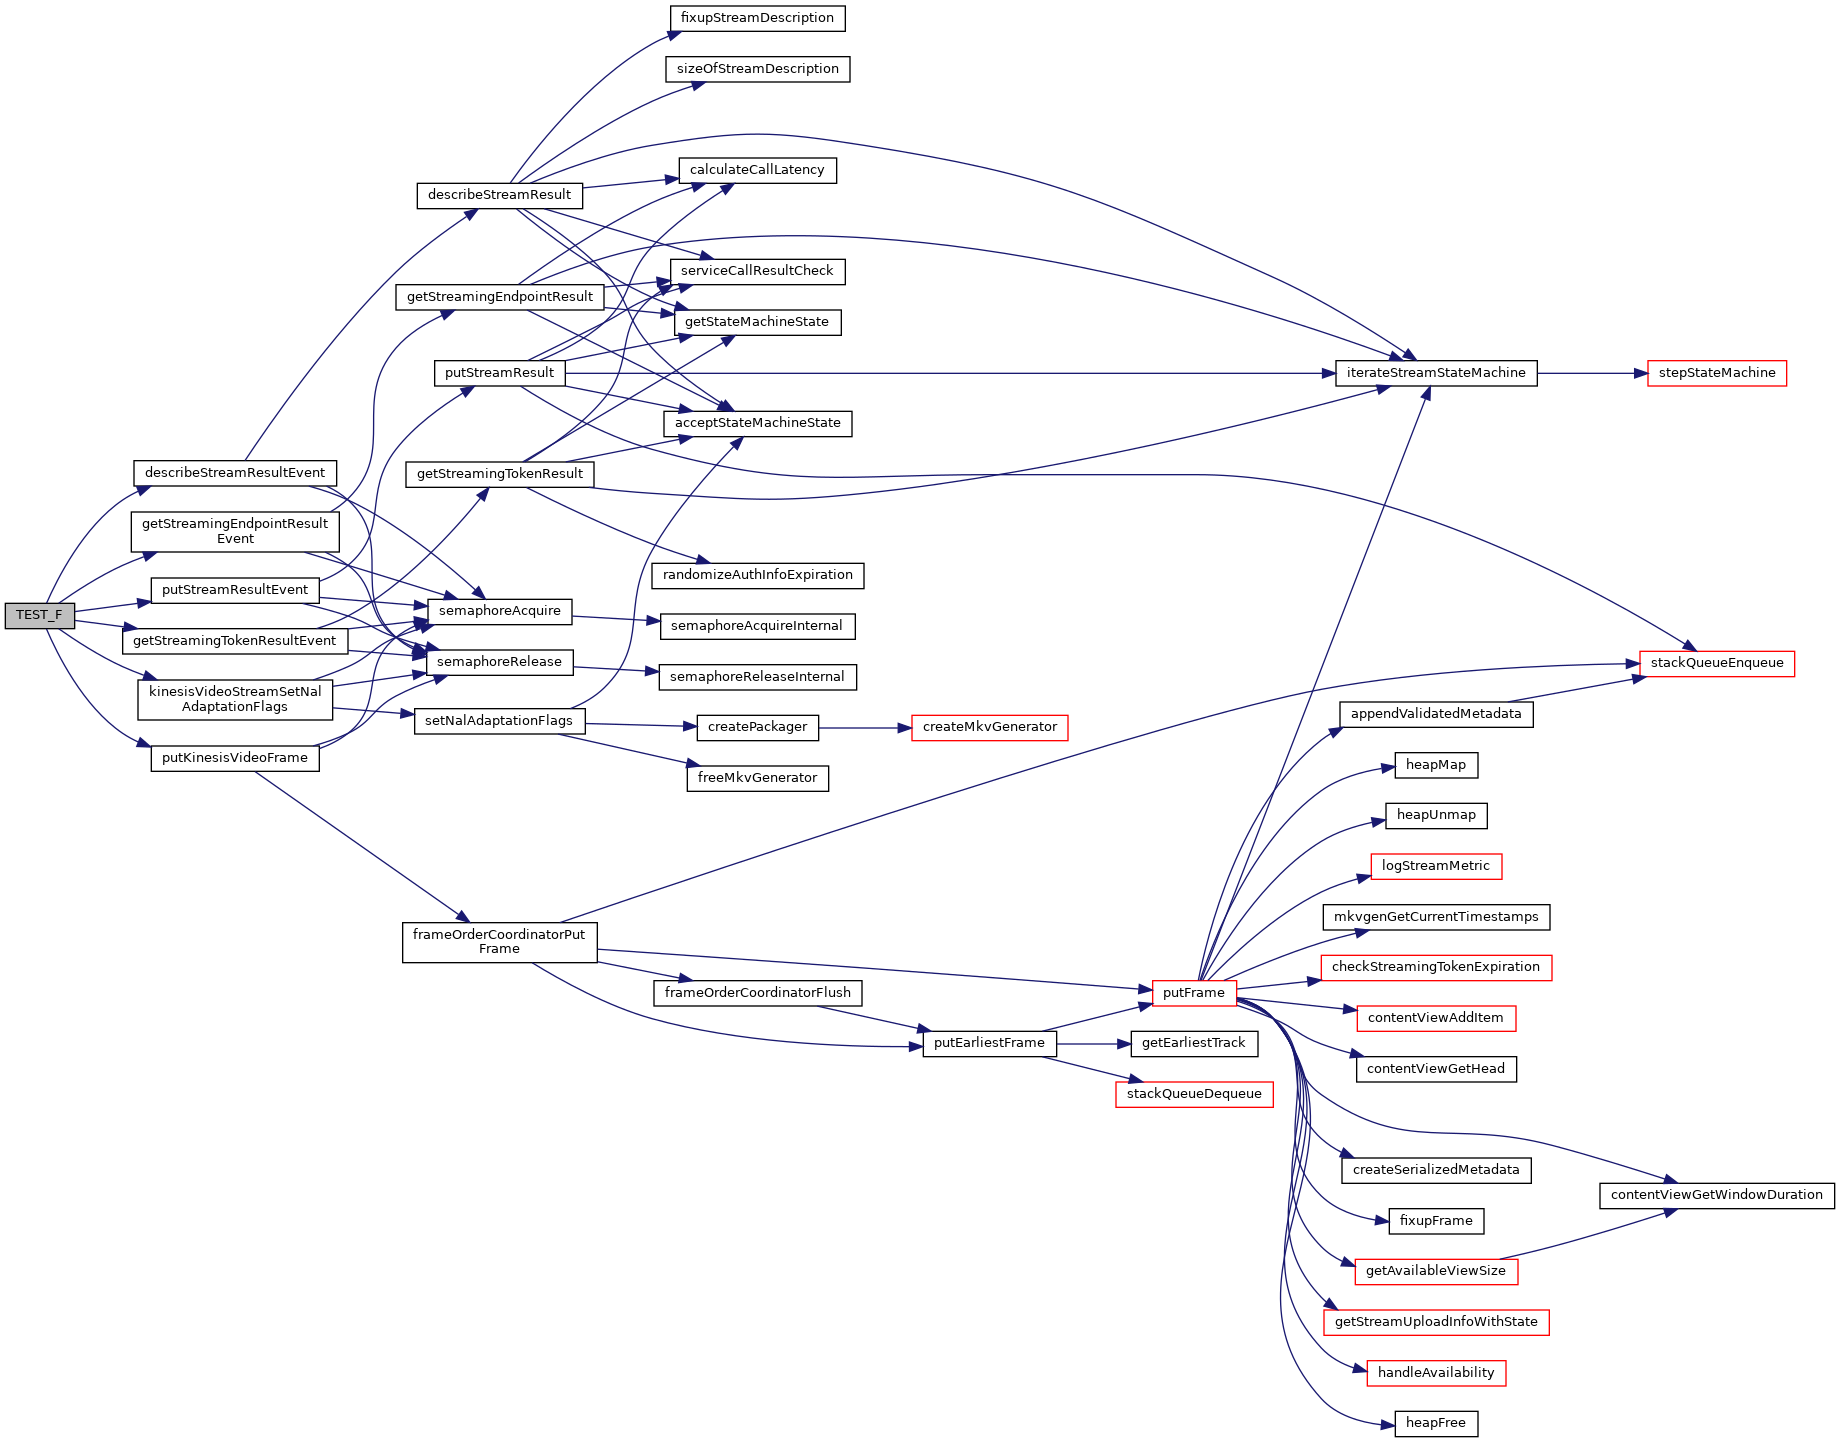 fixupStreamDescription
sizeOfStreamDescription
calculateCallLatency
describeStreamResult
serviceCallResultCheck
getStreamingEndpointResult
getStateMachineState
putStreamResult
iterateStreamStateMachine
stepStateMachine
acceptStateMachineState
describeStreamResultEvent
getStreamingTokenResult
getStreamingEndpointResult
Event
randomizeAuthInfoExpiration
putStreamResultEvent
TEST_F
semaphoreAcquire
semaphoreAcquireInternal
getStreamingTokenResultEvent
semaphoreRelease
semaphoreReleaseInternal
stackQueueEnqueue
kinesisVideoStreamSetNal
AdaptationFlags
setNalAdaptationFlags
createPackager
createMkvGenerator
appendValidatedMetadata
putKinesisVideoFrame
freeMkvGenerator
heapMap
heapUnmap
logStreamMetric
mkvgenGetCurrentTimestamps
frameOrderCoordinatorPut
Frame
checkStreamingTokenExpiration
frameOrderCoordinatorFlush
putFrame
contentViewAddItem
putEarliestFrame
getEarliestTrack
contentViewGetHead
stackQueueDequeue
createSerializedMetadata
contentViewGetWindowDuration
fixupFrame
getAvailableViewSize
getStreamUploadInfoWithState
handleAvailability
heapFree